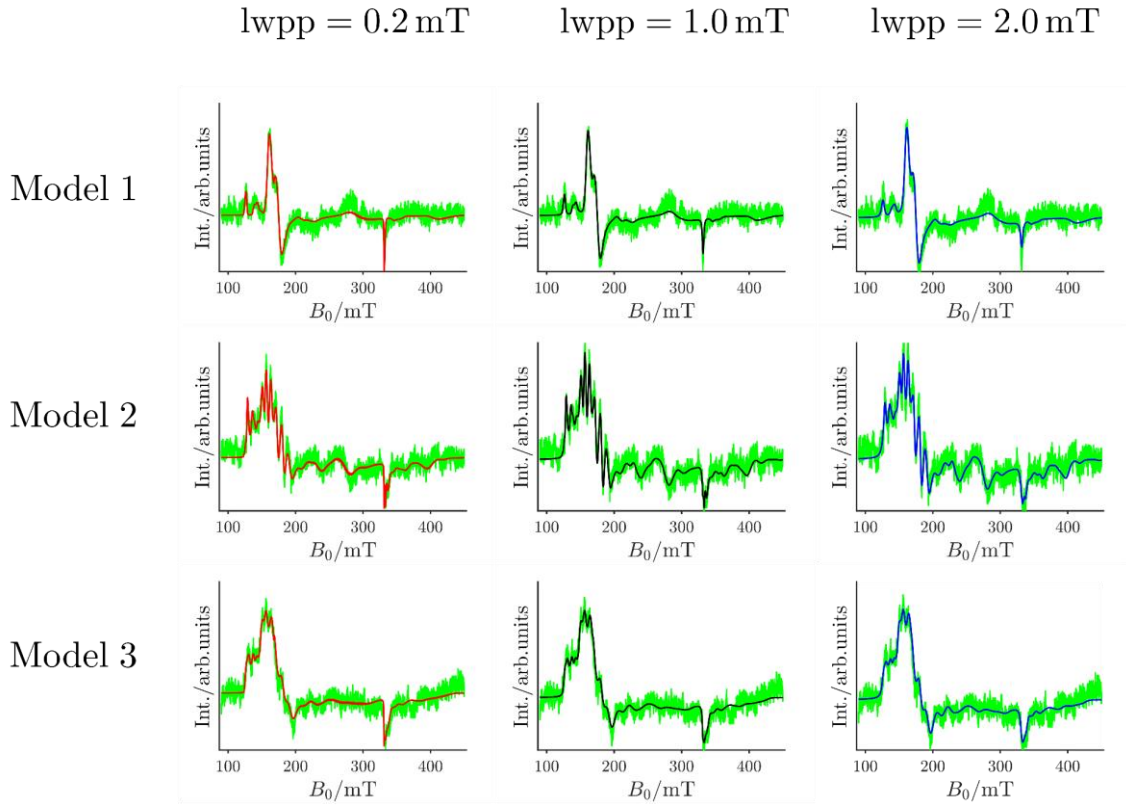 lwpp = 0.2 mT lwpp = 1.0 mT lwpp = 2.0 mT
Model 1
Int./arb.units Int./arb.units Int./arb.units
100 200 300 400 100 200 300 400 100 200 300 400
B₀/mT B₀/mT B₀/mT
Model 2
Int./arb.units Int./arb.units Int./arb.units
100 200 300 400 100 200 300 400 100 200 300 400
B₀/mT B₀/mT B₀/mT
Model 3
Int./arb.units Int./arb.units Int./arb.units
100 200 300 400 100 200 300 400 100 200 300 400
B₀/mT B₀/mT B₀/mT